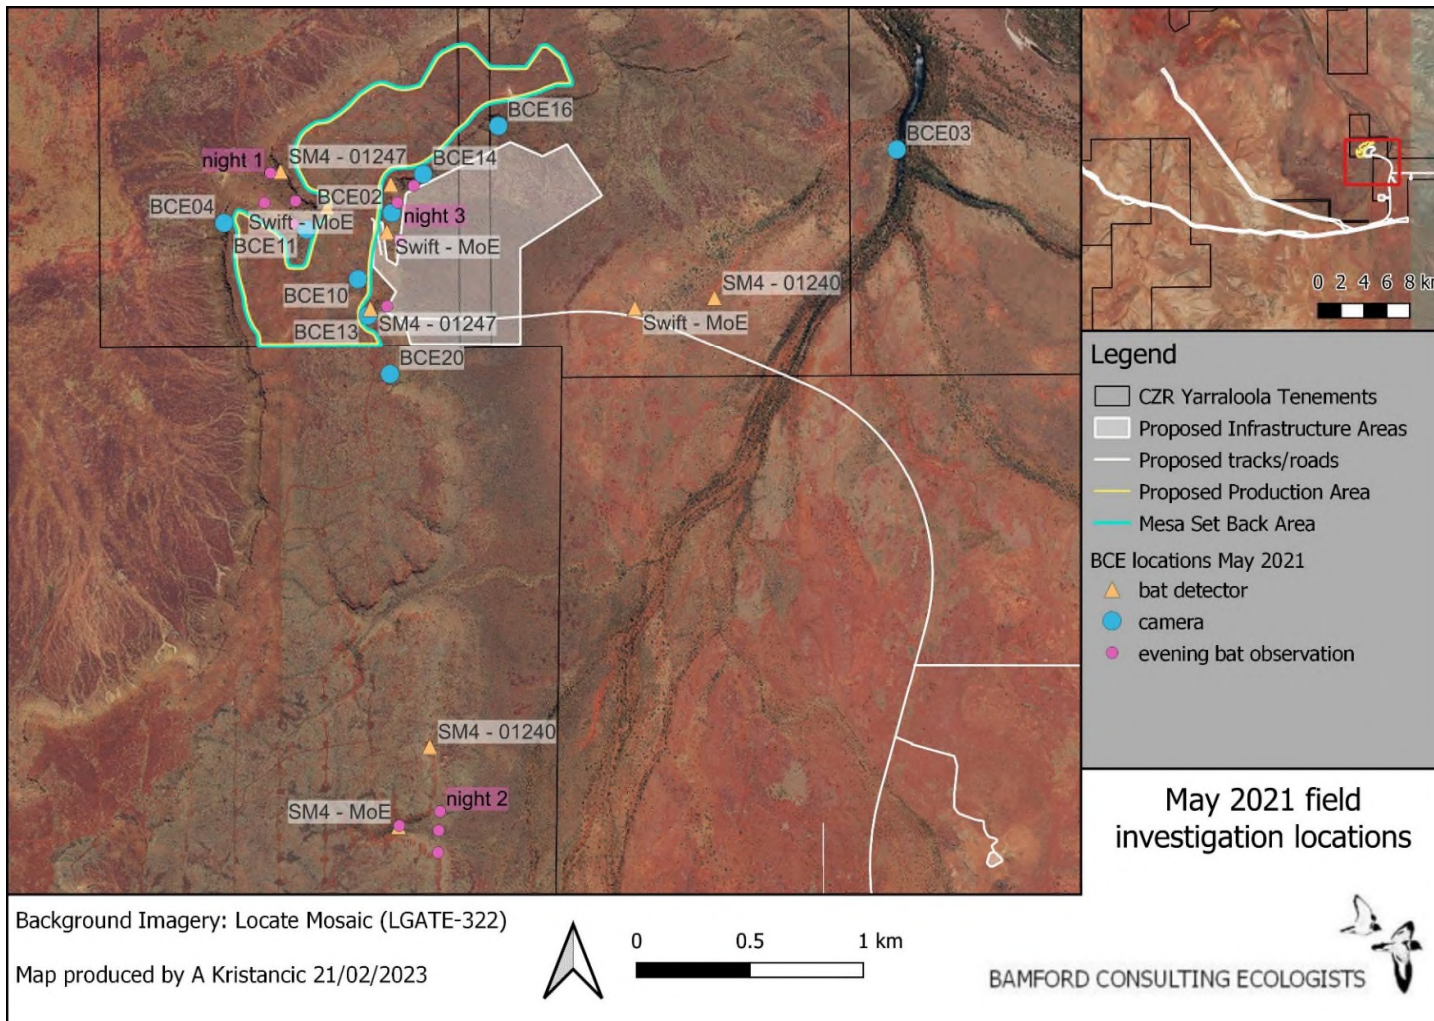 BCE16
BCE03
night 1
SM4 - 01247
BCE14
BCE02
BCE04
night 3
Swift - MoE
BCE11
Swift - MoE
BCE10
SM4 - 01240
BCE13
SM4 - 01247
Swift - MoE
BCE20
SM4 - 01240
night 2
SM4 - MoE
0 2 4 6 8 km
Legend
CZR Yarraloola Tenements
Proposed Infrastructure Areas
Proposed tracks/roads
Proposed Production Area
Mesa Set Back Area
BCE locations May 2021
bat detector
camera
evening bat observation
May 2021 field
investigation locations
Background Imagery: Locate Mosaic (LGATE-322)
Map produced by A Kristancic 21/02/2023
0 0.5 1 km
BAMFORD CONSULTING ECOLOGISTS